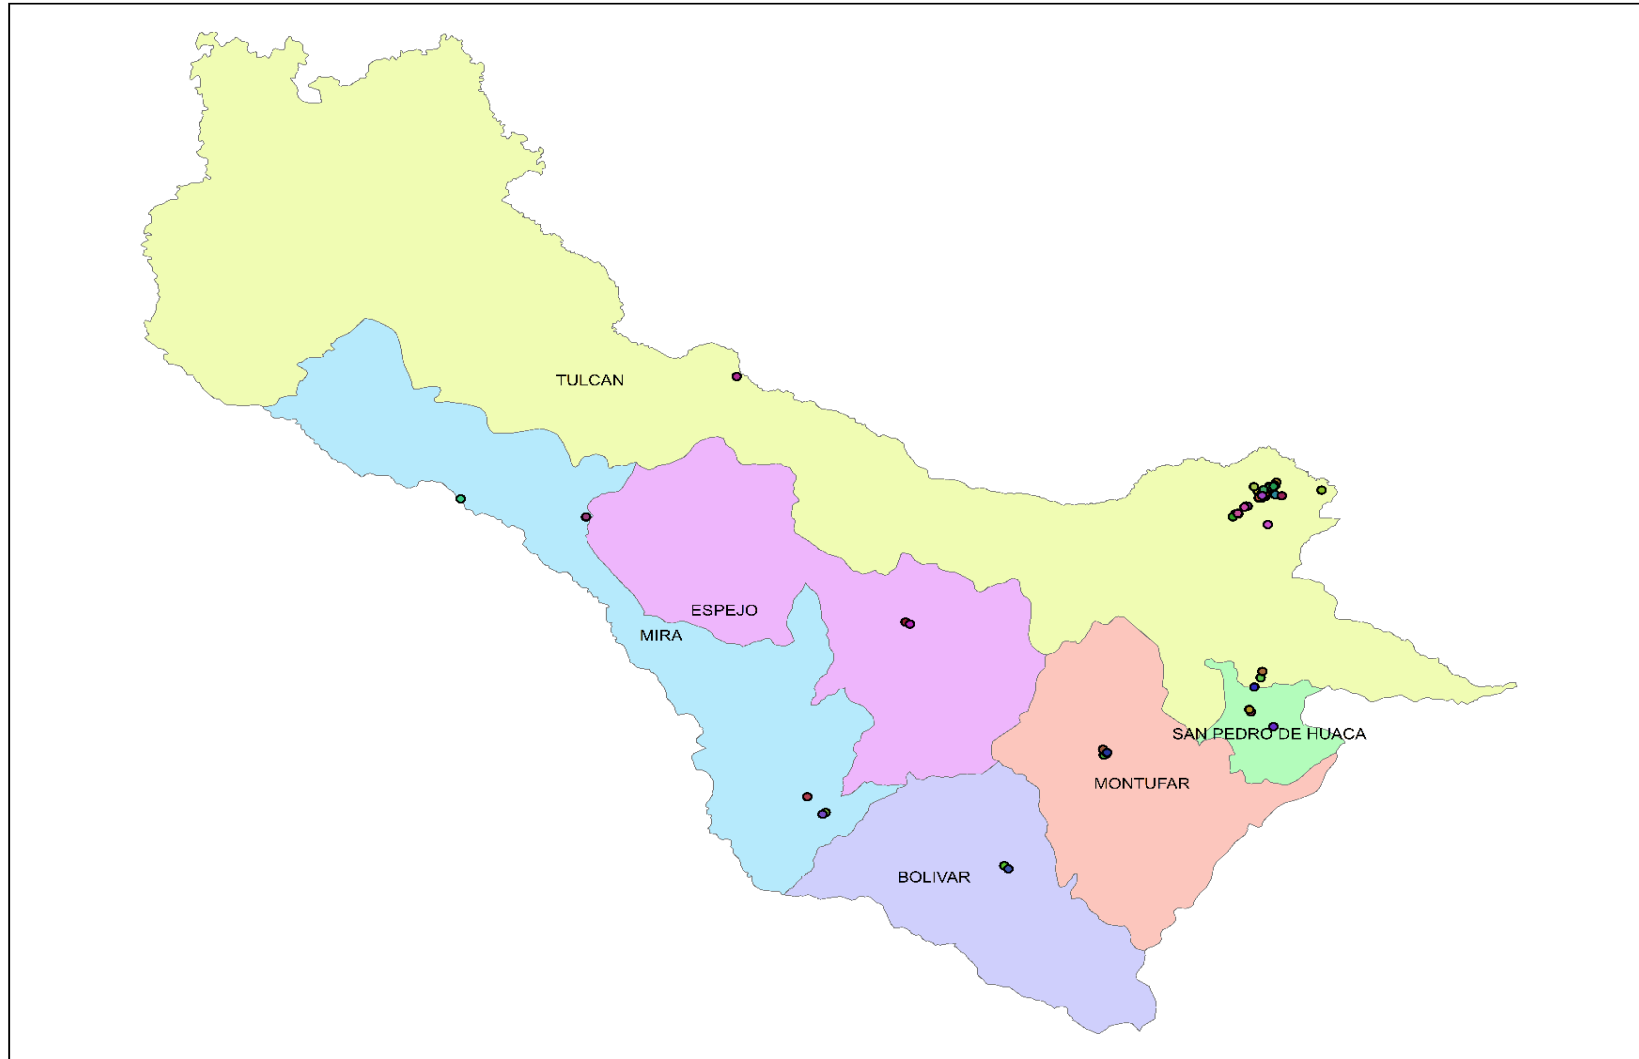 TULCAN
ESPEJO
MIRA
SAN PEDRO DE HUACA
MONTUFAR
BOLIVAR